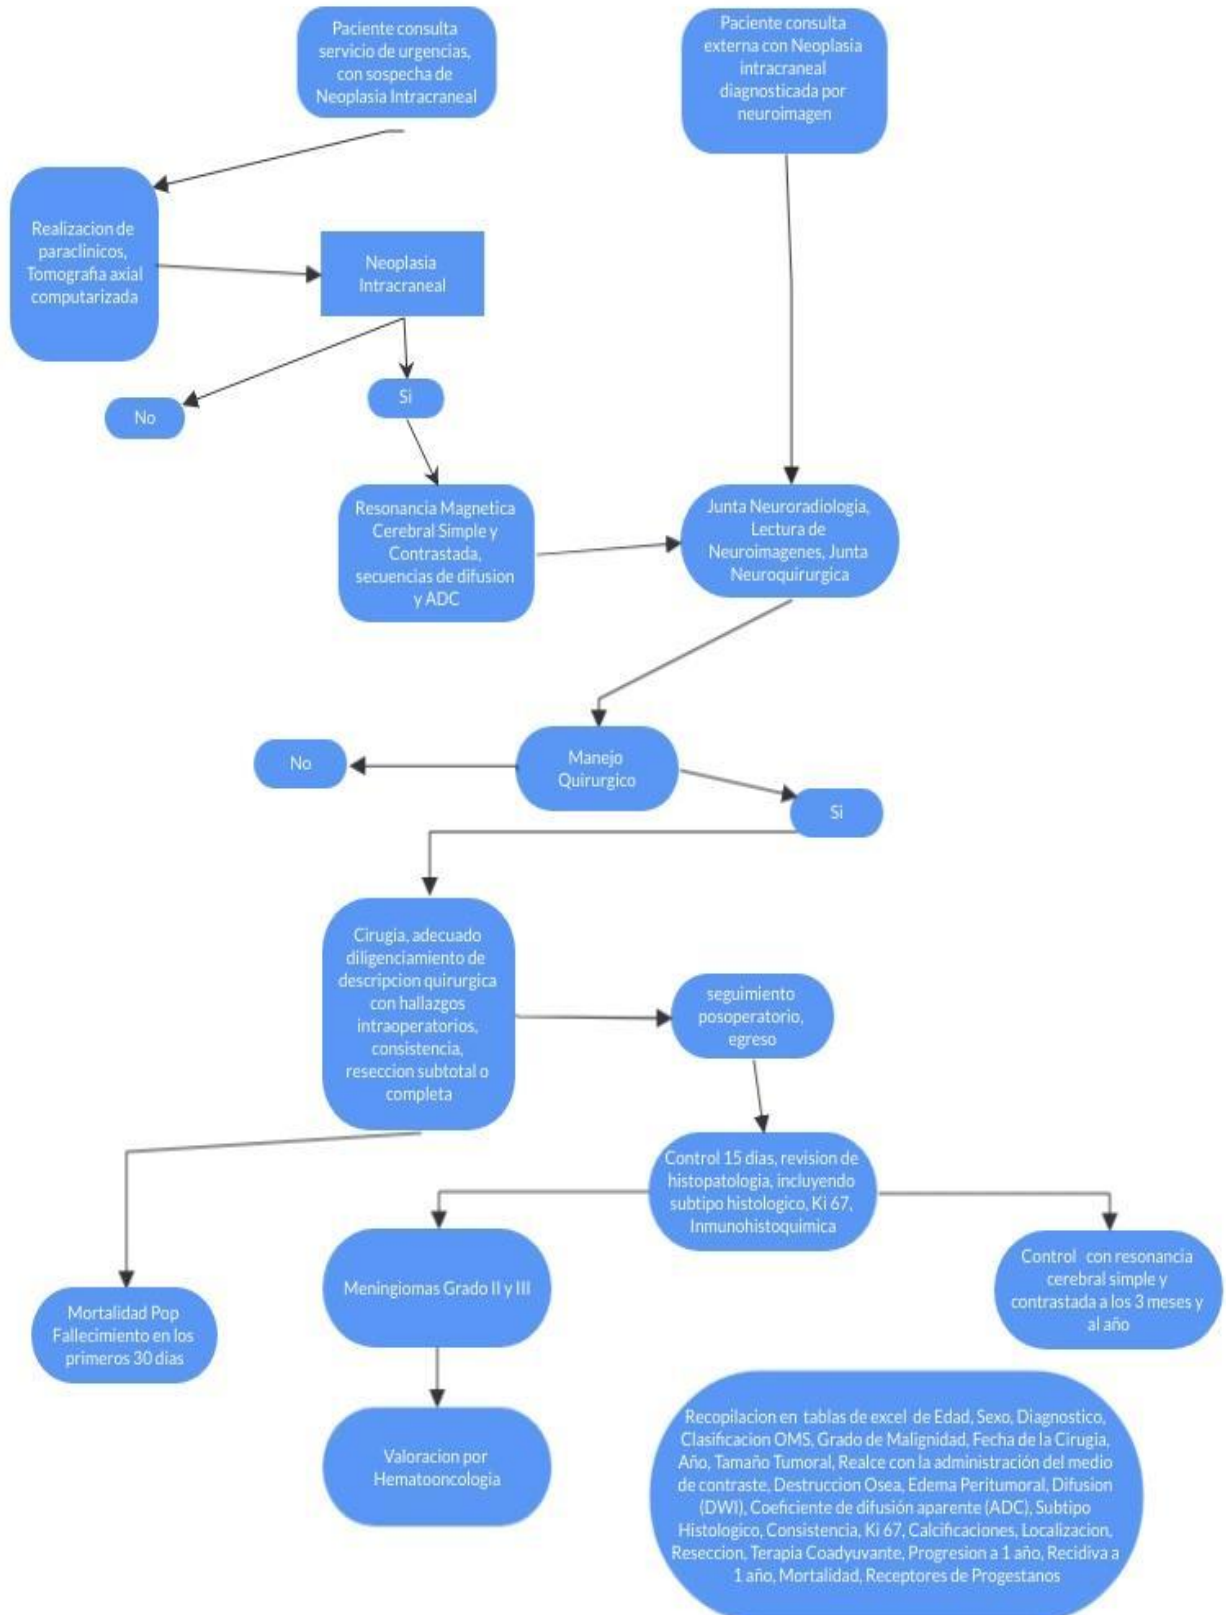 Paciente consulta
servicio de urgencias,
con sospecha de
Neoplasia Intracraneal
Paciente consulta
externa con Neoplasia
intracraneal
diagnosticada por
neuroimagen
Realizacion de
paraclinicos,
Tomografia axial
computarizada
Neoplasia
Intracraneal
No
Si
Resonancia Magnetica
Cerebral Simple y
Contrastada,
secuencias de difusion
y ADC
Junta Neuroradiologia,
Lectura de
Neuroimagenes, Junta
Neuroquirurgica
Manejo
Quirurgico
No
Si
Cirugia, adecuado
diligenciamiento de
descripcion quirurgica
con hallazgos
intraoperatorios,
consistencia,
reseccion subtotal o
completa
seguimiento
posoperatorio,
egreso
Control 15 dias, revision de
histopatologia, incluyendo
subtipo histologico, Ki 67,
Inmunohistoquimica
Mortalidad Pop
Fallecimiento en los
primeros 30 dias
Meningiomas Grado II y III
Control con resonancia
cerebral simple y
contrastada a los 3 meses y
al año
Valoracion por
Hematooncologia
Recopilacion en tablas de excel de Edad, Sexo, Diagnostico,
Clasificacion OMS, Grado de Malignidad, Fecha de la Cirugia,
Año, Tamaño Tumoral, Realce con la administración del medio
de contraste, Destruccion Osea, Edema Peritumoral, Difusion
(DWI), Coeficiente de difusión aparente (ADC), Subtipo
Histologico, Consistencia, Ki 67, Calcificaciones, Localizacion,
Reseccion, Terapia Coadyuvante, Progresion a 1 año, Recidiva a
1 año, Mortalidad, Receptores de Progestanos